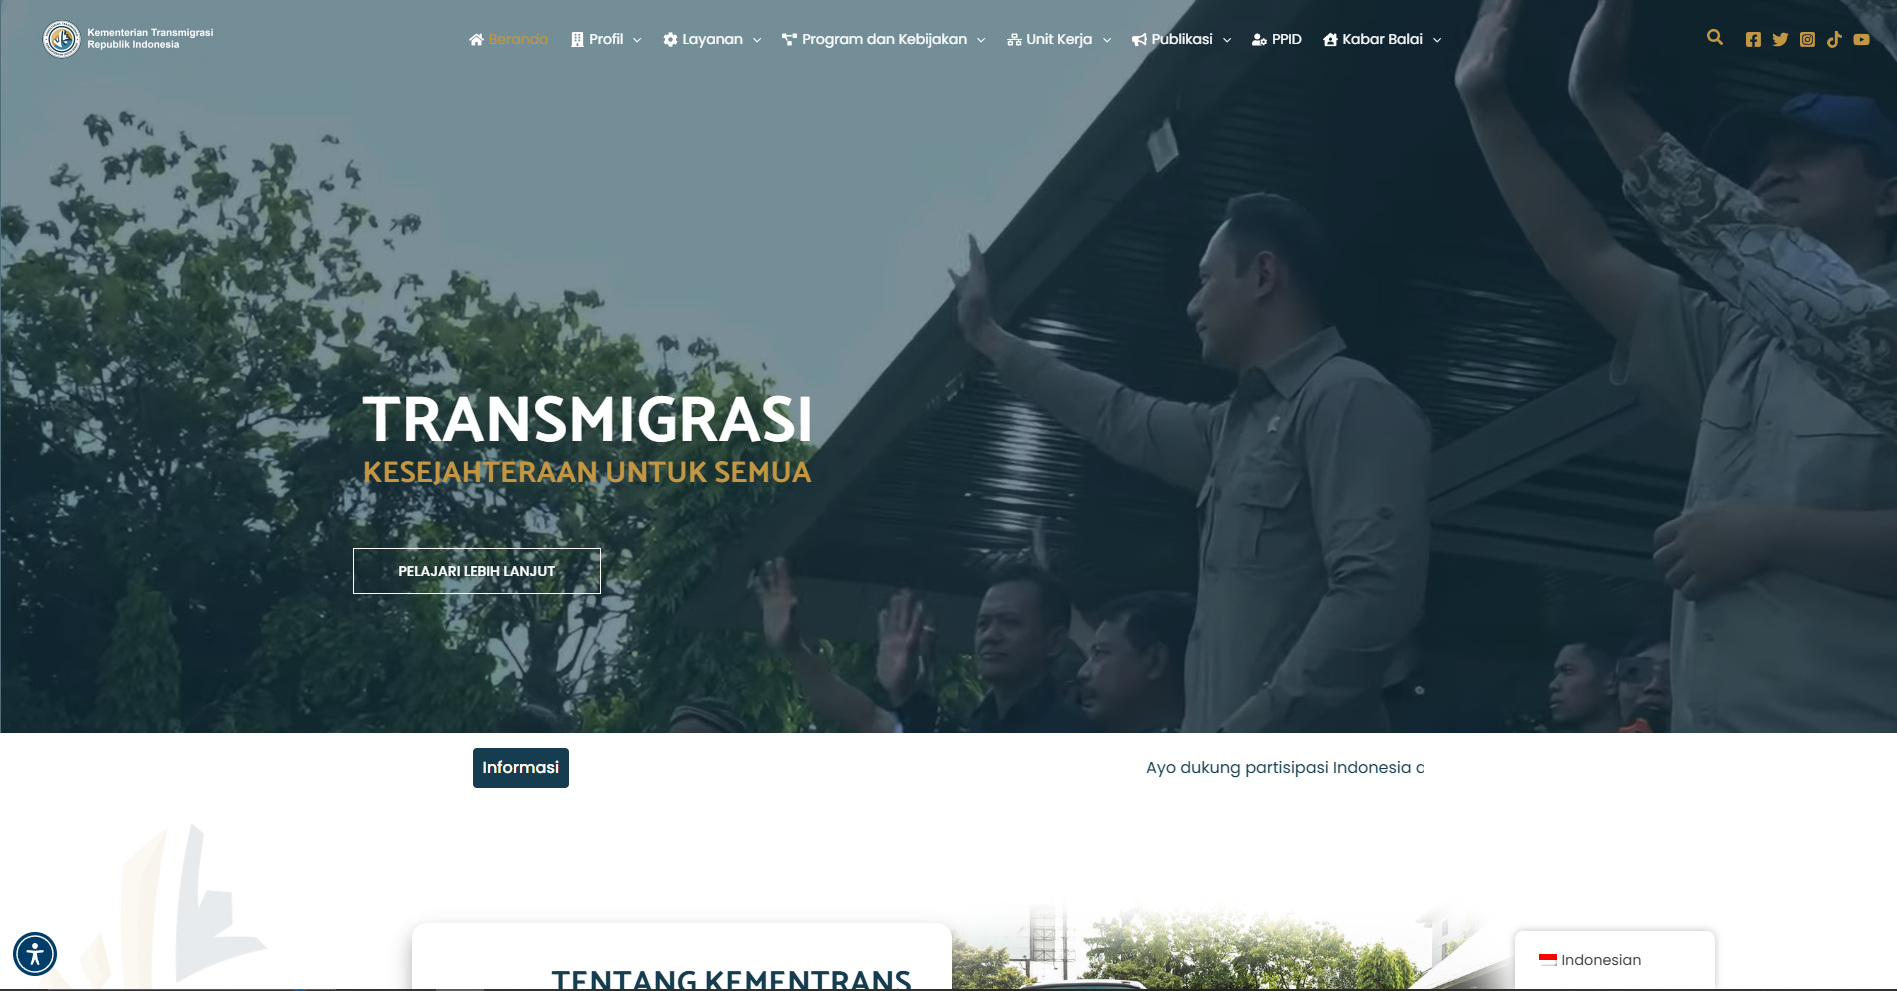 Kementerian Transmigrasi
Republik Indonesia
Beranda
Profil
Layanan
Program dan Kebijakan
Unit Kerja
Publikasi
PPID
Kabar Balai
TRANSMIGRASI
KESEJAHTERAAN UNTUK SEMUA
PELAJARI LEBIH LANJUT
Informasi
Ayo dukung partisipasi Indonesia
TENTANG KEMENTRANS
Indonesian